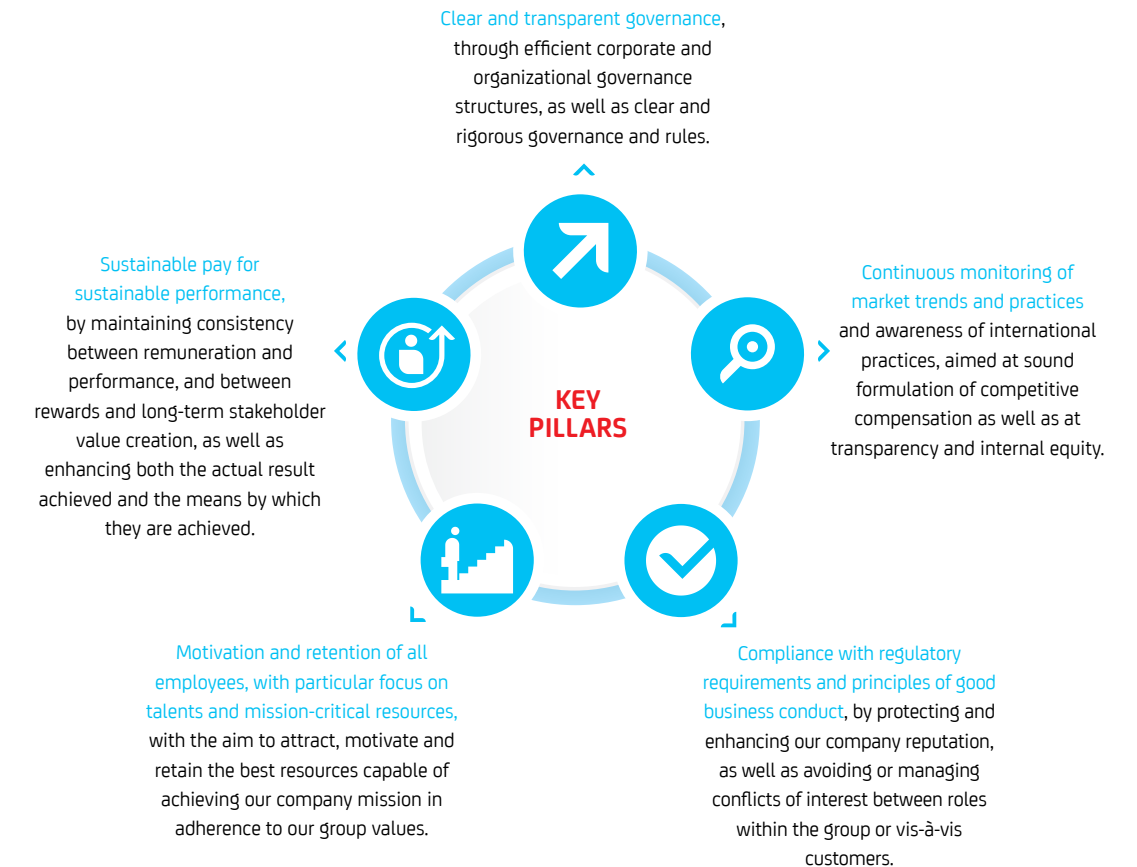 Clear and transparent governance,
through efficient corporate and
organizational governance
structures, as well as clear and
rigorous governance and rules.
Sustainable pay for
sustainable performance,
by maintaining consistency
between remuneration and
performance, and between
rewards and long-term stakeholder
value creation, as well as
enhancing both the actual result
achieved and the means by which
they are achieved.
KEY
PILLARS
Continuous monitoring of
market trends and practices
and awareness of international
practices, aimed at sound
formulation of competitive
compensation as well as at
transparency and internal equity.
Motivation and retention of all
employees, with particular focus on
talents and mission-critical resources,
with the aim to attract, motivate and
retain the best resources capable of
achieving our company mission in
adherence to our group values.
Compliance with regulatory
requirements and principles of good
business conduct, by protecting and
enhancing our company reputation,
as well as avoiding or managing
conflicts of interest between roles
within the group or vis-à-vis
customers.